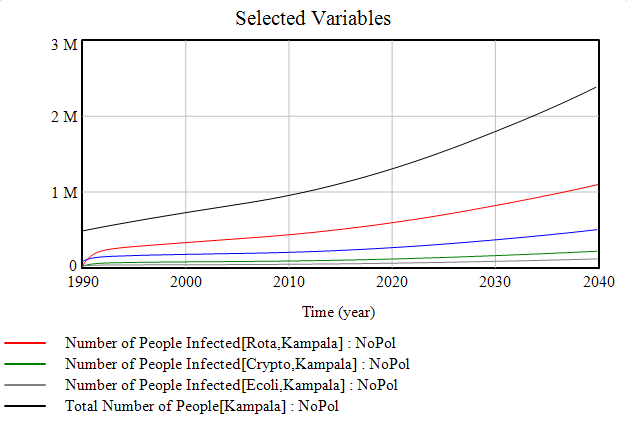 Selected Variables
3 M
2 M
1 M
0
1990 2000 2010 2020 2030 2040
Time (year)
Number of People Infected[Rota,Kampala] : NoPol
Number of People Infected[Crypto,Kampala] : NoPol
Number of People Infected[Ecoli,Kampala] : NoPol
Total Number of People[Kampala] : NoPol